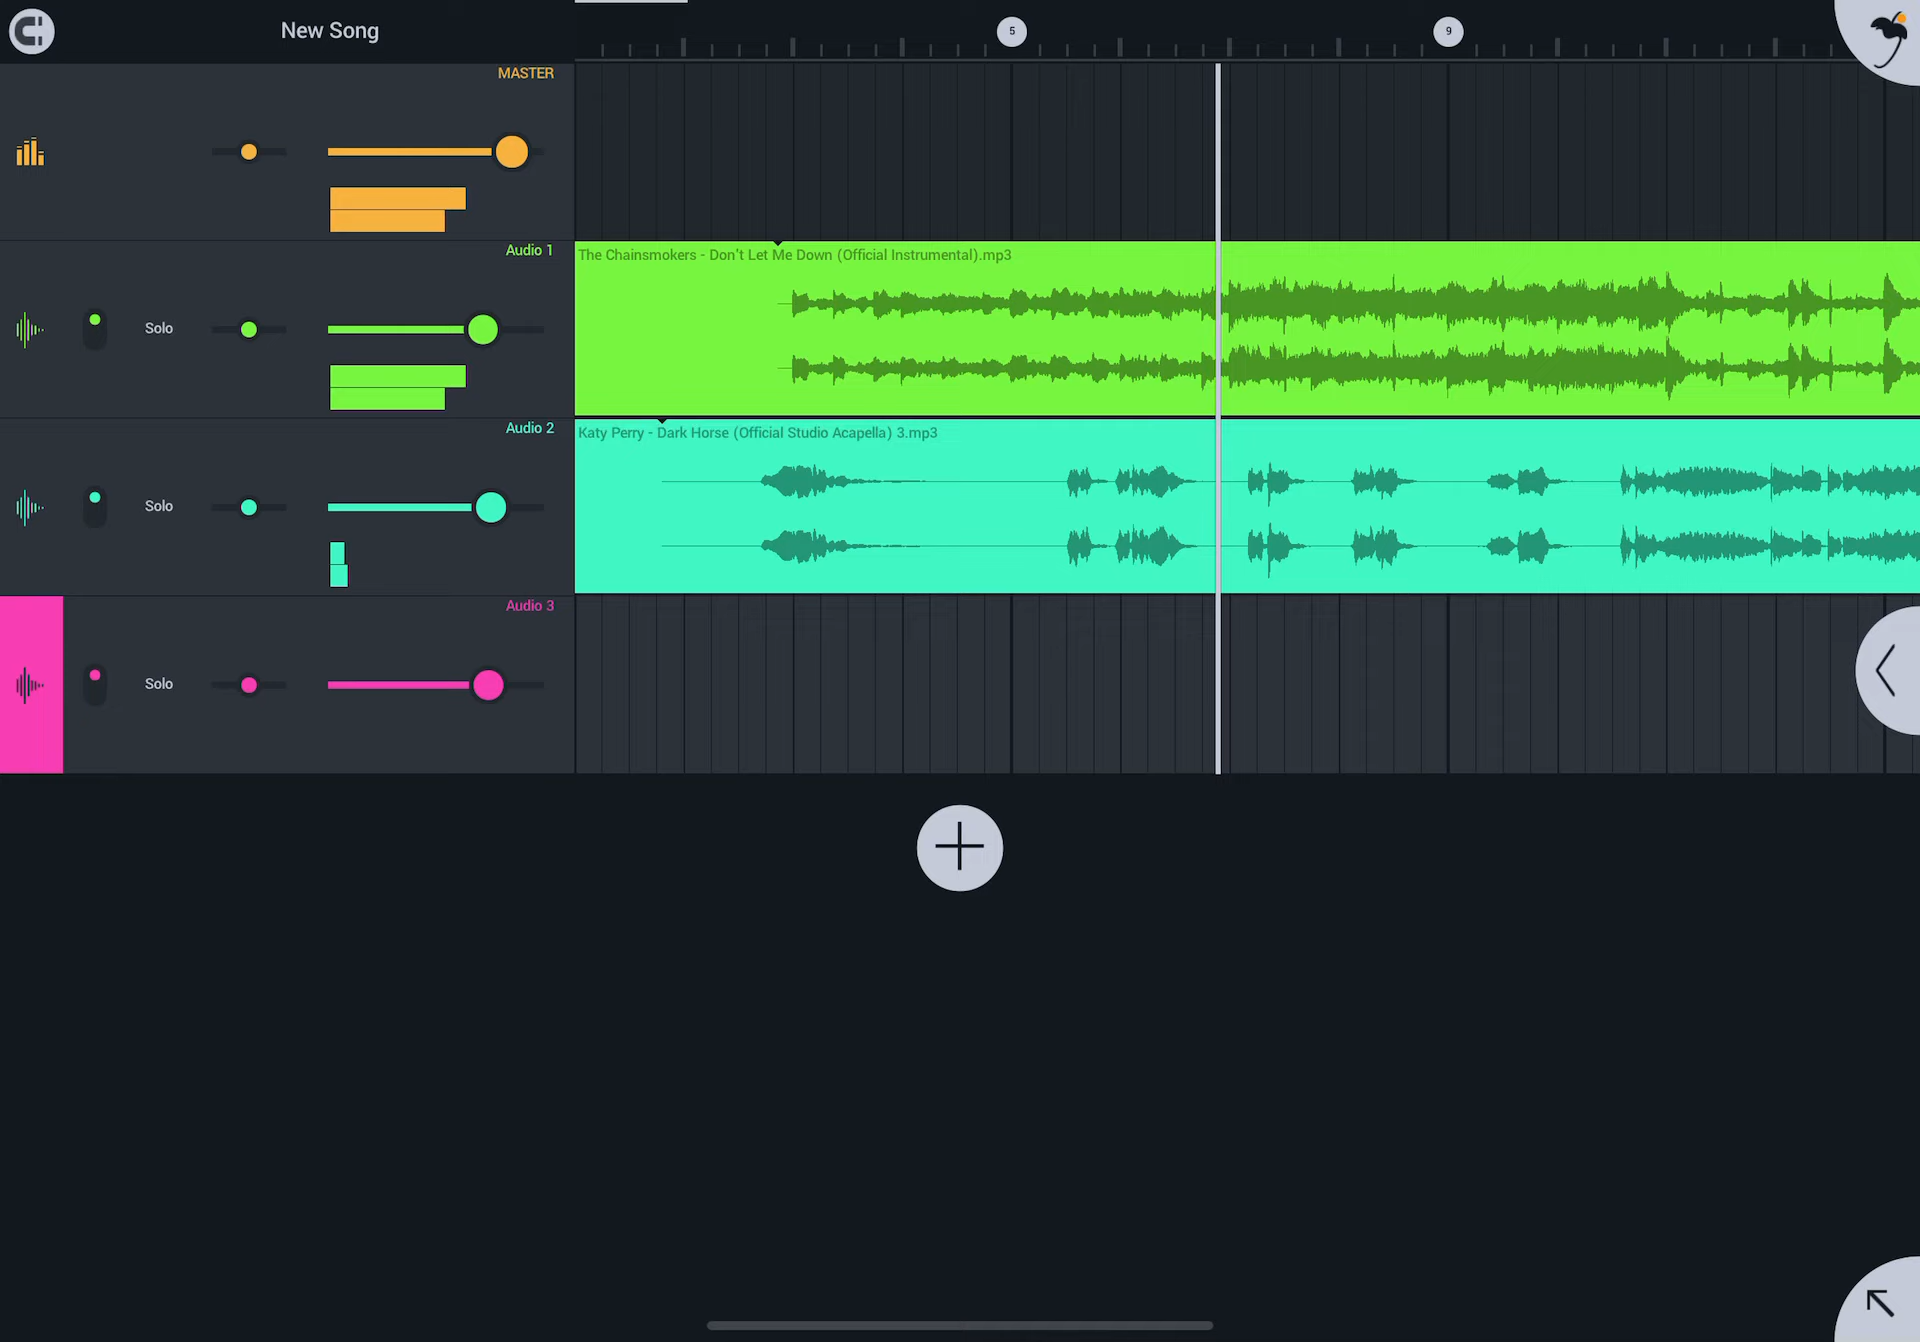 New Song
5
9
MASTER
Audio 1
The Chainsmokers - Don't Let Me Down (Official Instrumental).mp3
Solo
Audio 2
Katy Perry - Dark Horse (Official Studio Acapella) 3.mp3
Solo
Audio 3
Solo